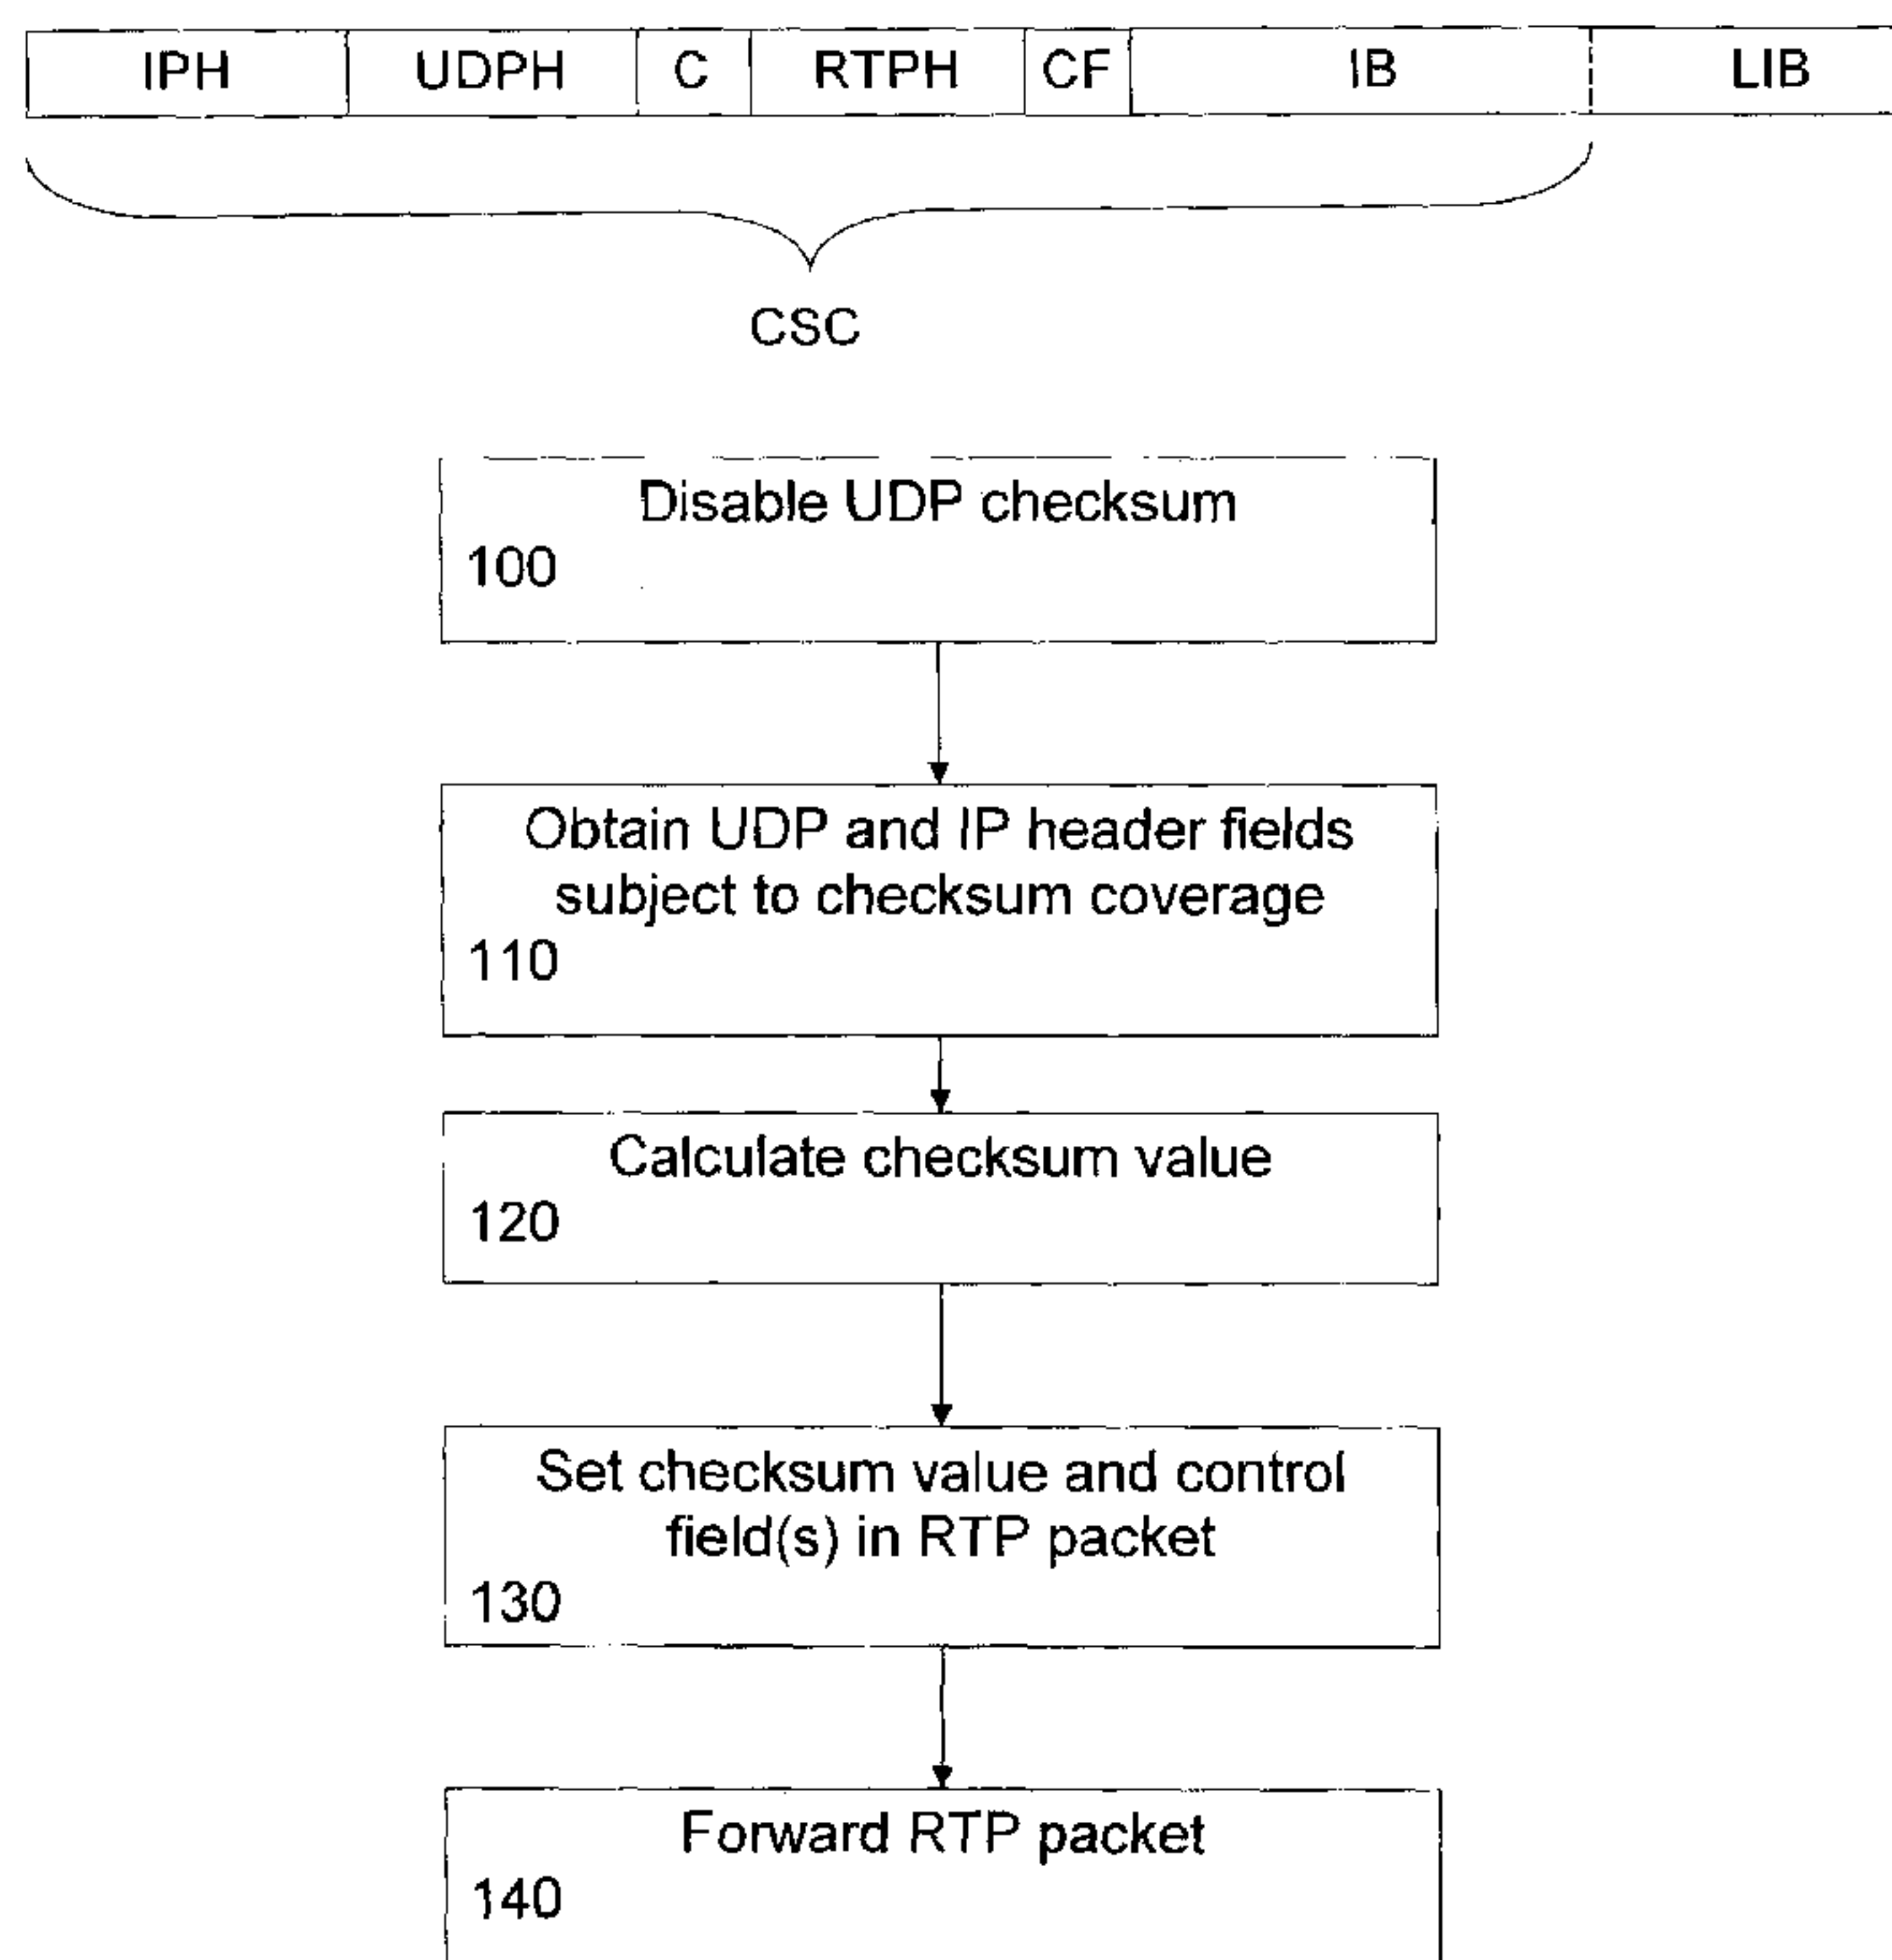 IPH UDPH C RTPH CF IB LIB
CSC
Disable UDP checksum
100
Obtain UDP and IP header fields
subject to checksum coverage
110
Calculate checksum value
120
Set checksum value and control
field(s) in RTP packet
130
Forward RTP packet
140